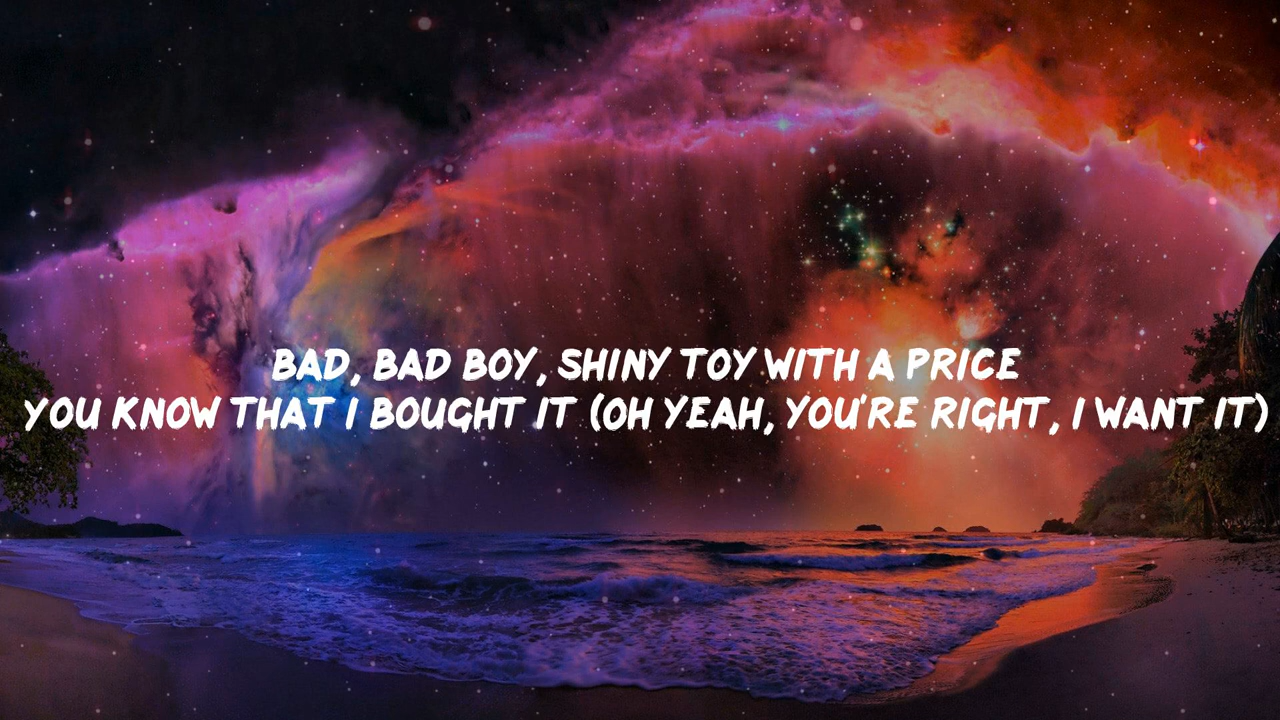 BAD, BAD BOY, SHINY TOY WITH A PRICE
YOU KNOW THAT I BOUGHT IT (OH YEAH, YOU'RE RIGHT, I WANT IT)